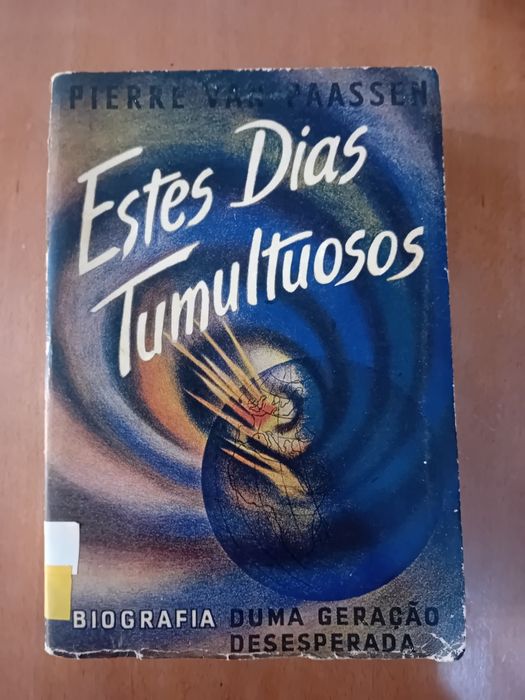 PIERRE VAN PAASSEN
Estes Dias
Tumultuosos
BIOGRAFIA DUMA GERAÇÃO
DESESPERADA